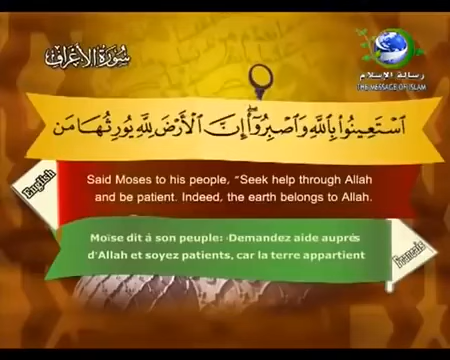 سورة الأعراف
رسالة الإسلام
THE MESSAGE OF ISLAM
اسْتَعِينُوا بِاللَّهِ وَاصْبِرُوا ۖ إِنَّ الْأَرْضَ لِلَّهِ يُورِثُهَا مَن
English
Said Moses to his people, "Seek help through Allah
and be patient. Indeed, the earth belongs to Allah.
Moïse dit á son peuple: ‹Demandez aide auprés
d'Allah et soyez patients, car la terre appartient
Français